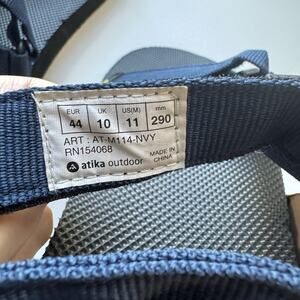 EUR UK US(M) mm
44 10 11 290
ART : AT-M114-NVY
RN154068
atika outdoor MADE IN
CHINA